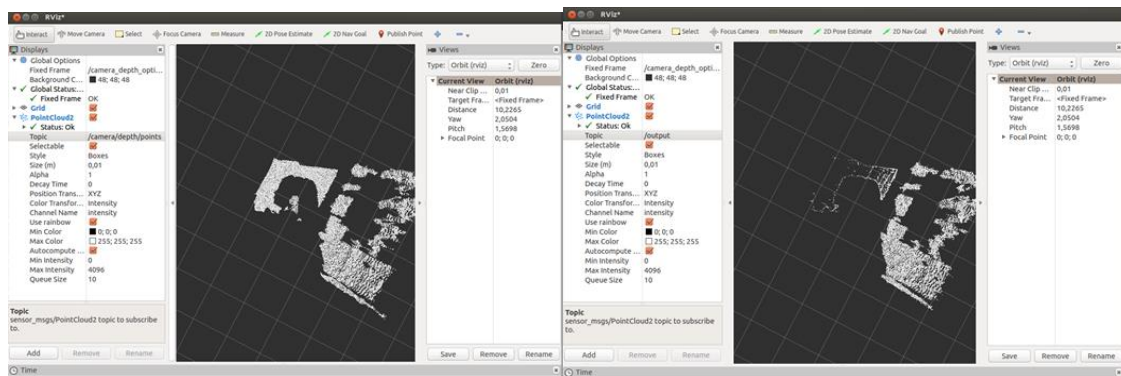 RViz*
Interact Move Camera Select Focus Camera Measure 2D Pose Estimate 2D Nav Goal Publish Point
Displays
Global Options
Fixed Frame /camera_depth_opti...
Background C... 48; 48; 48
Global Status:...
Fixed Frame OK
Grid
PointCloud2
Status: Ok
Topic /camera/depth/points
Selectable
Style Boxes
Size (m) 0,01
Alpha 1
Decay Time 0
Position Trans... XYZ
Color Transfor... Intensity
Channel Name intensity
Use rainbow
Min Color 0; 0; 0
Max Color 255; 255; 255
Autocompute ...
Min Intensity 0
Max Intensity 4096
Queue Size 10
Topic
sensor_msgs/PointCloud2 topic to subscribe
to.
Add Remove Rename
Time
Views
Type: Orbit (rviz) Zero
Current View Orbit (rviz)
Near Clip ... 0,01
Target Fra... <Fixed Frame>
Distance 10,2265
Yaw 2,0504
Pitch 1,5698
Focal Point 0; 0; 0
Save Remove Rename
RViz*
Interact Move Camera Select Focus Camera Measure 2D Pose Estimate 2D Nav Goal Publish Point
Displays
Global Options
Fixed Frame /camera_depth_opti...
Background C... 48; 48; 48
Global Status:...
Fixed Frame OK
Grid
PointCloud2
Status: Ok
Topic /output
Selectable
Style Boxes
Size (m) 0,01
Alpha 1
Decay Time 0
Position Trans... XYZ
Color Transfor... Intensity
Channel Name intensity
Use rainbow
Min Color 0; 0; 0
Max Color 255; 255; 255
Autocompute ...
Min Intensity 0
Max Intensity 4096
Queue Size 10
Topic
sensor_msgs/PointCloud2 topic to subscribe
to.
Add Remove Rename
Time
Views
Type: Orbit (rviz) Zero
Current View Orbit (rviz)
Near Clip ... 0,01
Target Fra... <Fixed Frame>
Distance 10,2265
Yaw 2,0504
Pitch 1,5698
Focal Point 0; 0; 0
Save Remove Rename